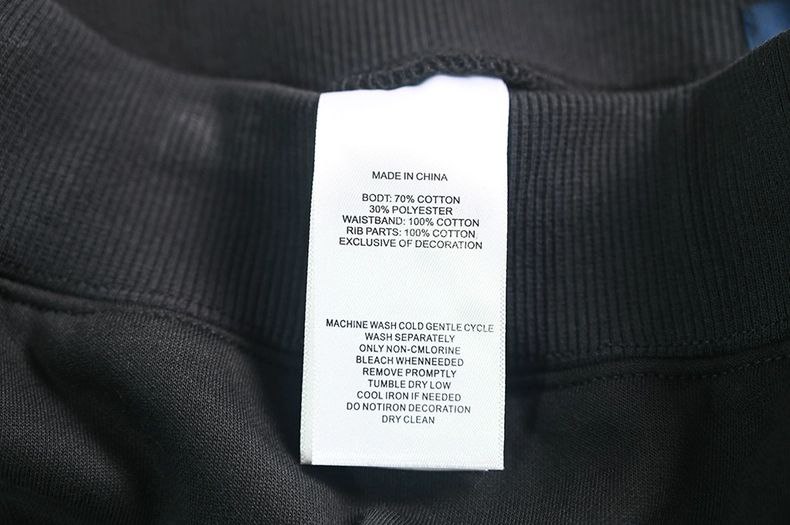 MADE IN CHINA
BODT: 70% COTTON
30% POLYESTER
WAISTBAND: 100% COTTON
RIB PARTS: 100% COTTON
EXCLUSIVE OF DECORATION
MACHINE WASH COLD GENTLE CYCLE
WASH SEPARATELY
ONLY NON-CMLORINE
BLEACH WHENNEEDED
REMOVE PROMPTLY
TUMBLE DRY LOW
COOL IRON IF NEEDED
DO NOTIRON DECORATION
DRY CLEAN